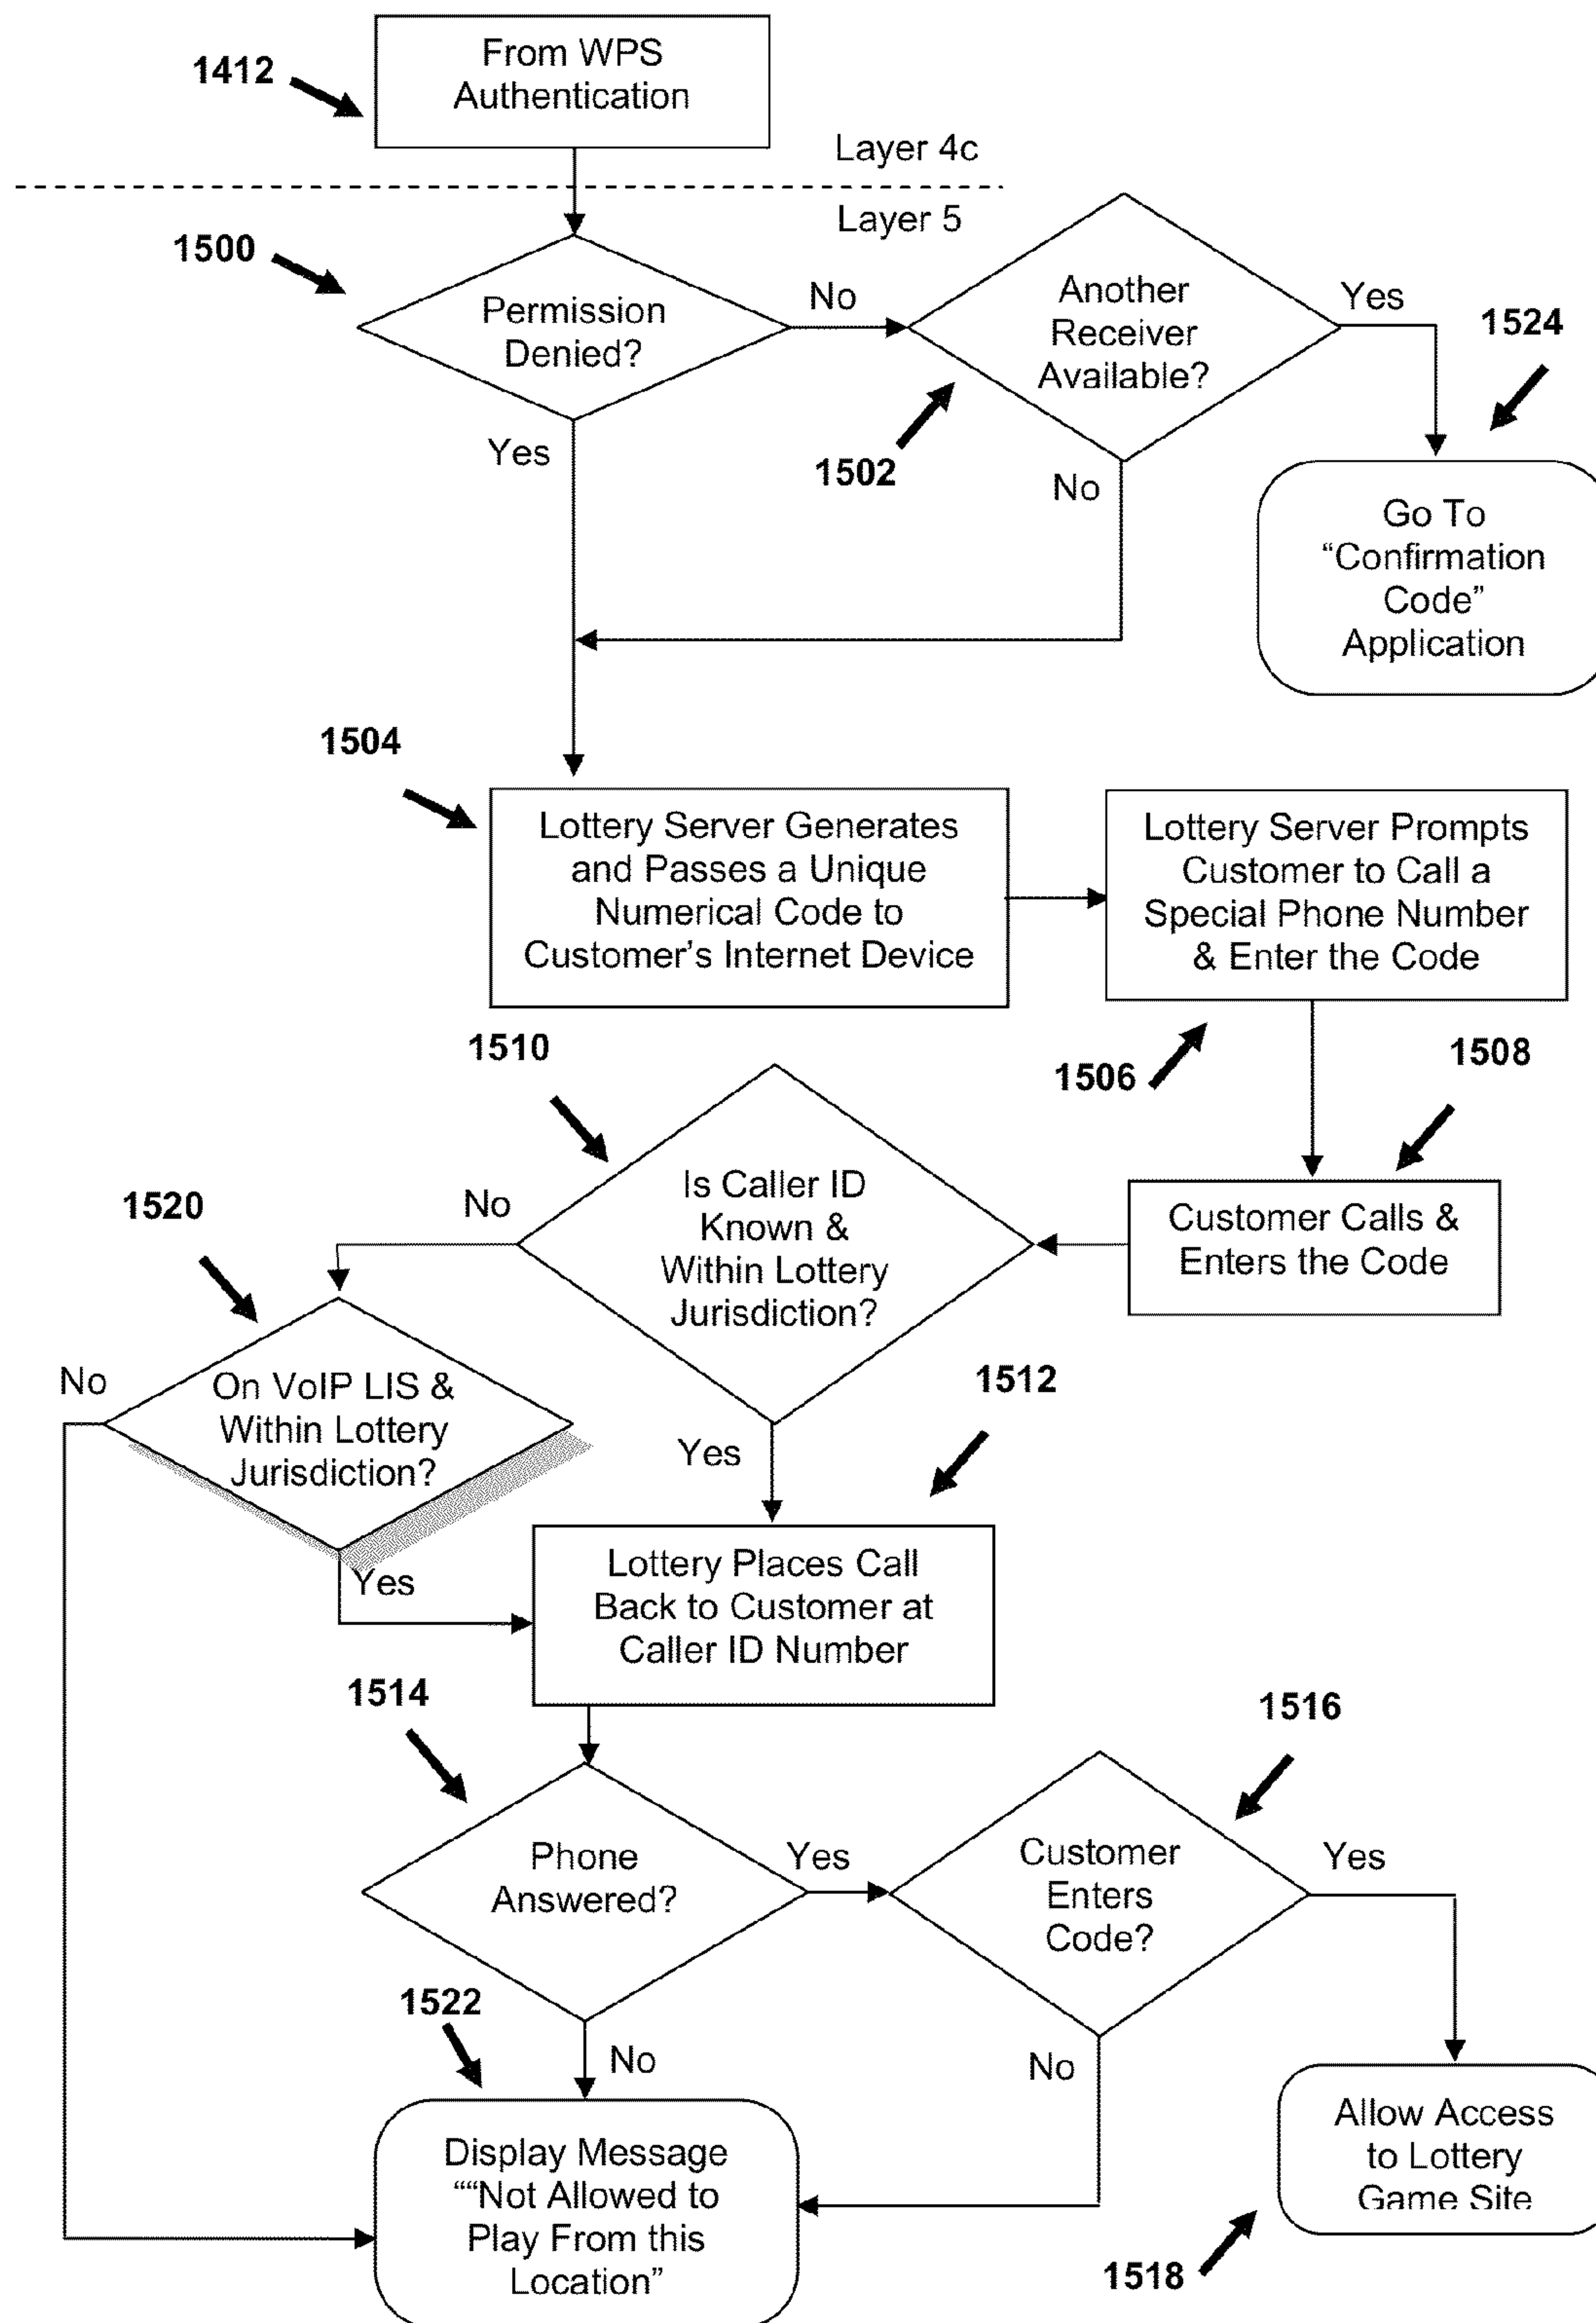 1412
From WPS
Authentication
Layer 4c
Layer 5
1500
Permission
Denied?
No
Another
Receiver
Available?
Yes
1524
1502
Yes
No
Go To
“Confirmation
Code”
Application
1504
Lottery Server Generates
and Passes a Unique
Numerical Code to
Customer’s Internet Device
Lottery Server Prompts
Customer to Call a
Special Phone Number
& Enter the Code
1506
1508
1510
Customer Calls &
Enters the Code
Is Caller ID
Known &
Within Lottery
Jurisdiction?
No
1520
No
On VoIP LIS &
Within Lottery
Jurisdiction?
Yes
1512
Yes
Lottery Places Call
Back to Customer at
Caller ID Number
1514
1516
Phone
Answered?
Yes
Customer
Enters
Code?
Yes
1522
No
No
Display Message
““Not Allowed to
Play From this
Location”
Allow Access
to Lottery
Game Site
1518